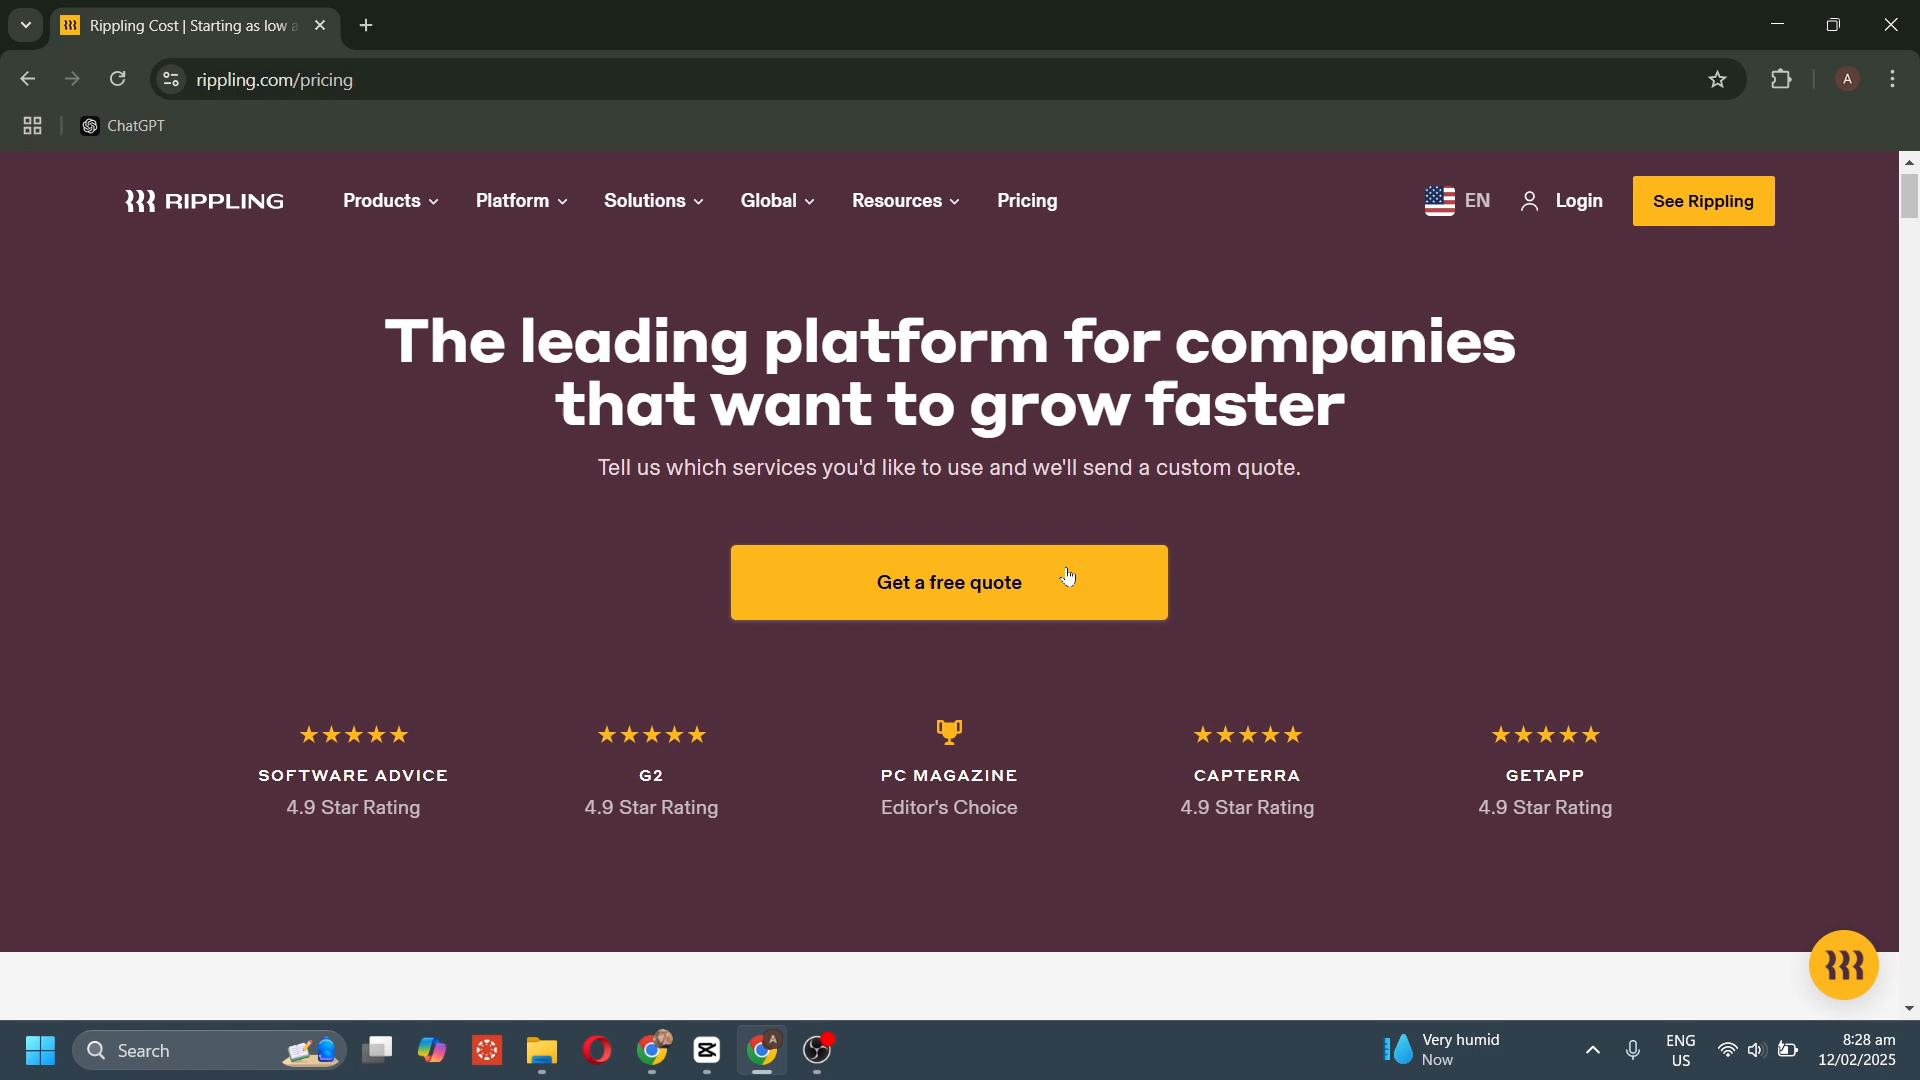 Rippling Cost | Starting as low a
rippling.com/pricing
A
ChatGPT
RIPPLING
Products
Platform
Solutions
Global
Resources
Pricing
EN
Login
See Rippling
The leading platform for companies
that want to grow faster
Tell us which services you'd like to use and we'll send a custom quote.
Get a free quote
SOFTWARE ADVICE
4.9 Star Rating
G2
4.9 Star Rating
PC MAGAZINE
Editor's Choice
CAPTERRA
4.9 Star Rating
GETAPP
4.9 Star Rating
Search
A
Very humid
Now
ENG
US
8:28 am
12/02/2025